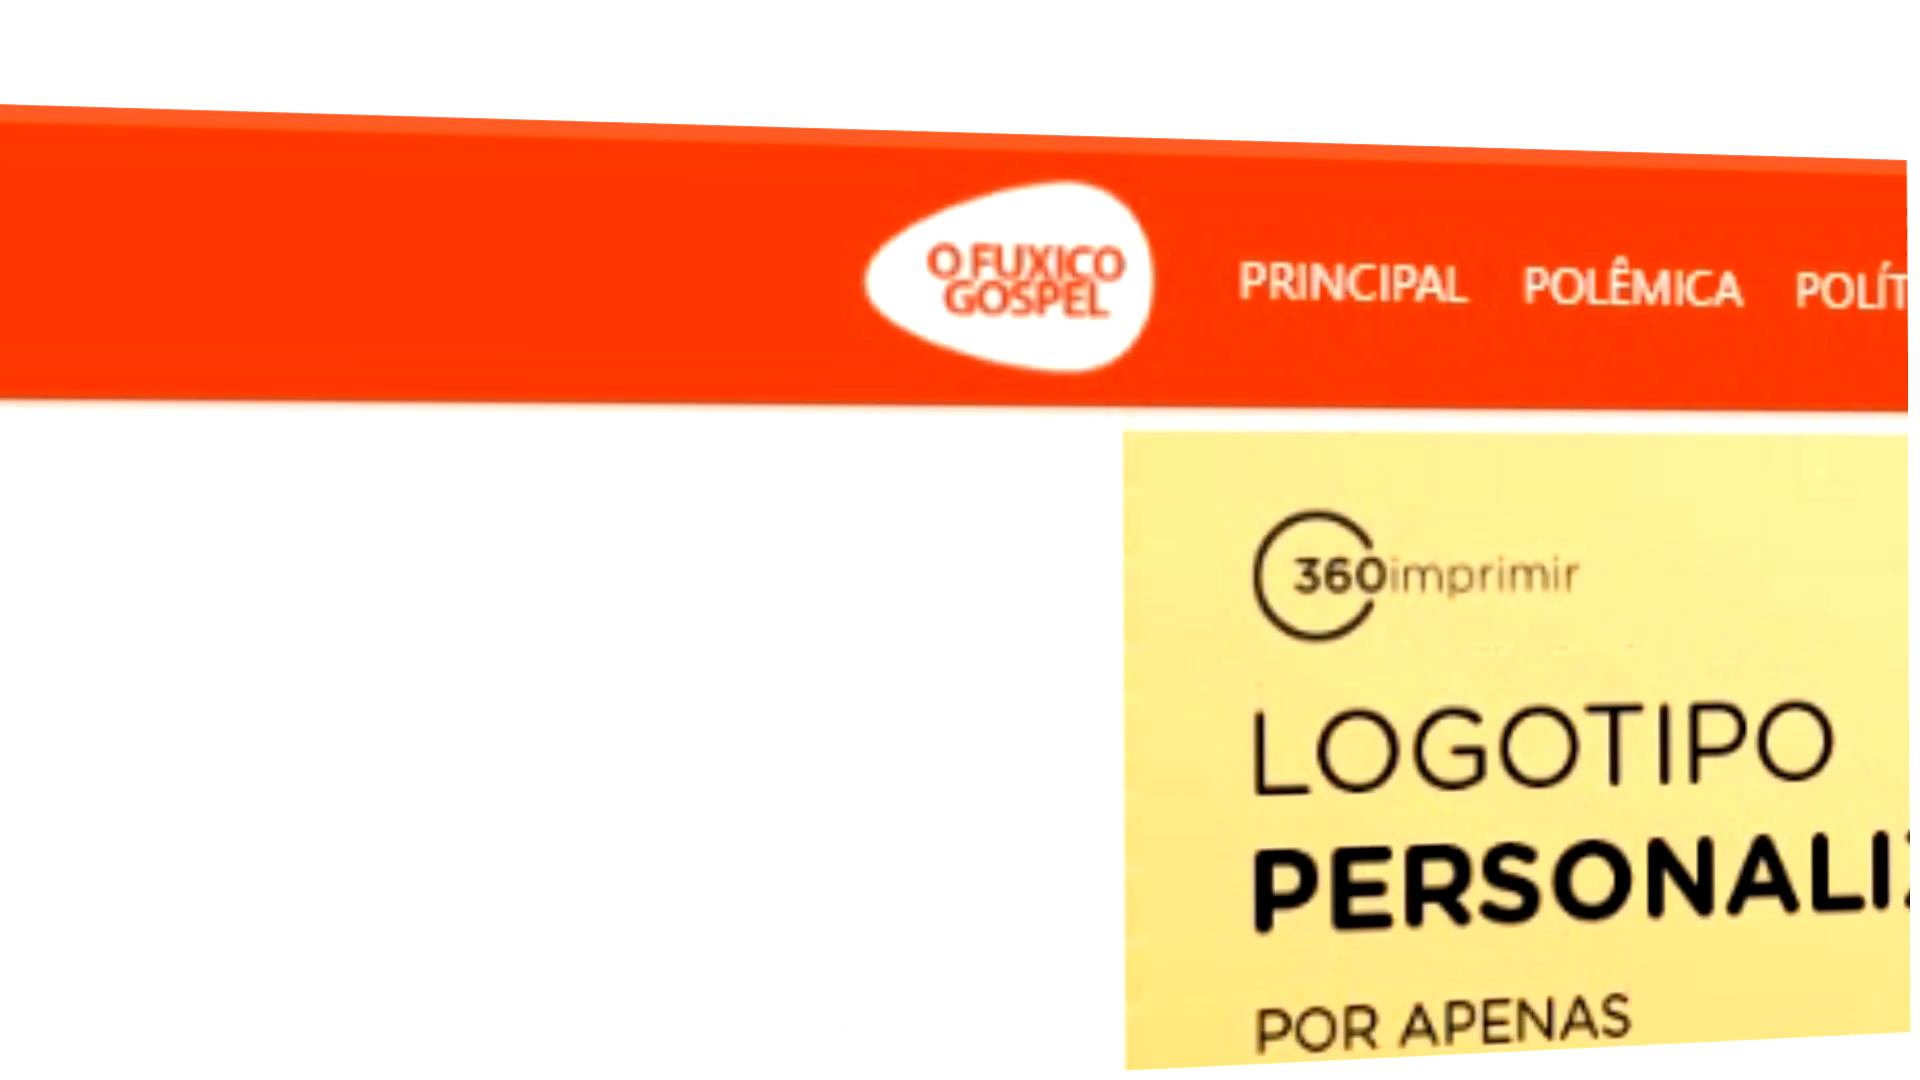 O FUXICO
GOSPEL
PRINCIPAL POLÊMICA
360imprimir
LOGOTIPO
POR APENAS